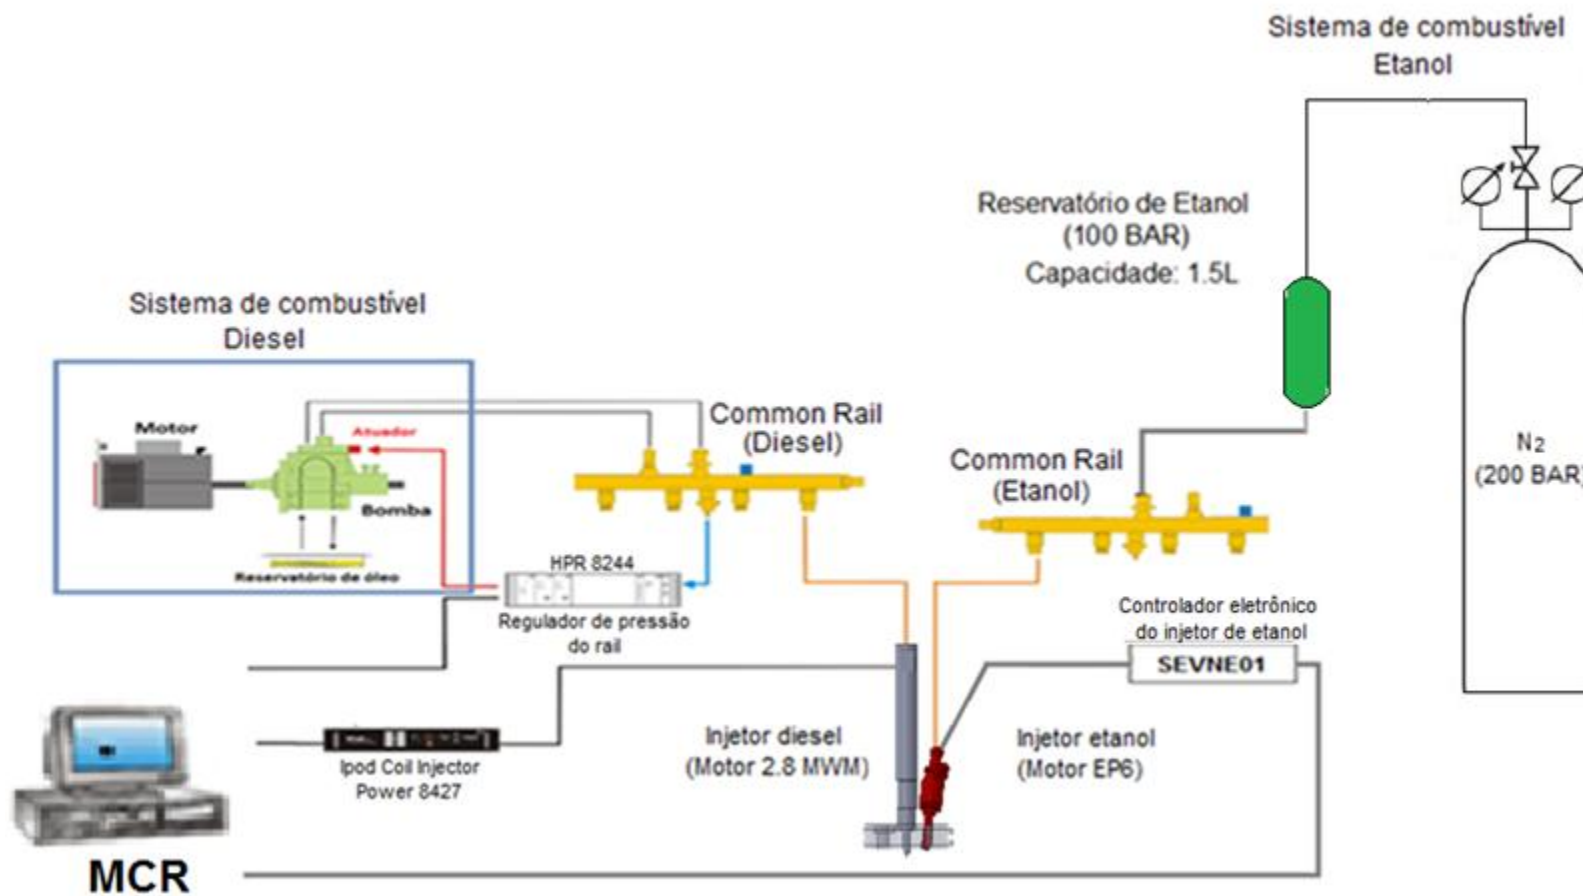 Sistema de combustível
Etanol
Reservatório de Etanol
(100 BAR)
Capacidade: 1.5L
N2
(200 BAR)
Sistema de combustível
Diesel
Motor
Atuador
Bomba
Reservatório de óleo
Common Rail
(Diesel)
Common Rail
(Etanol)
HPR 8244
Regulador de pressão
do rail
Controlador eletrônico
do injetor de etanol
SEVNE01
Injetor diesel
(Motor 2.8 MWM)
Injetor etanol
(Motor EP6)
Ipod Coil Injector
Power 8427
MCR